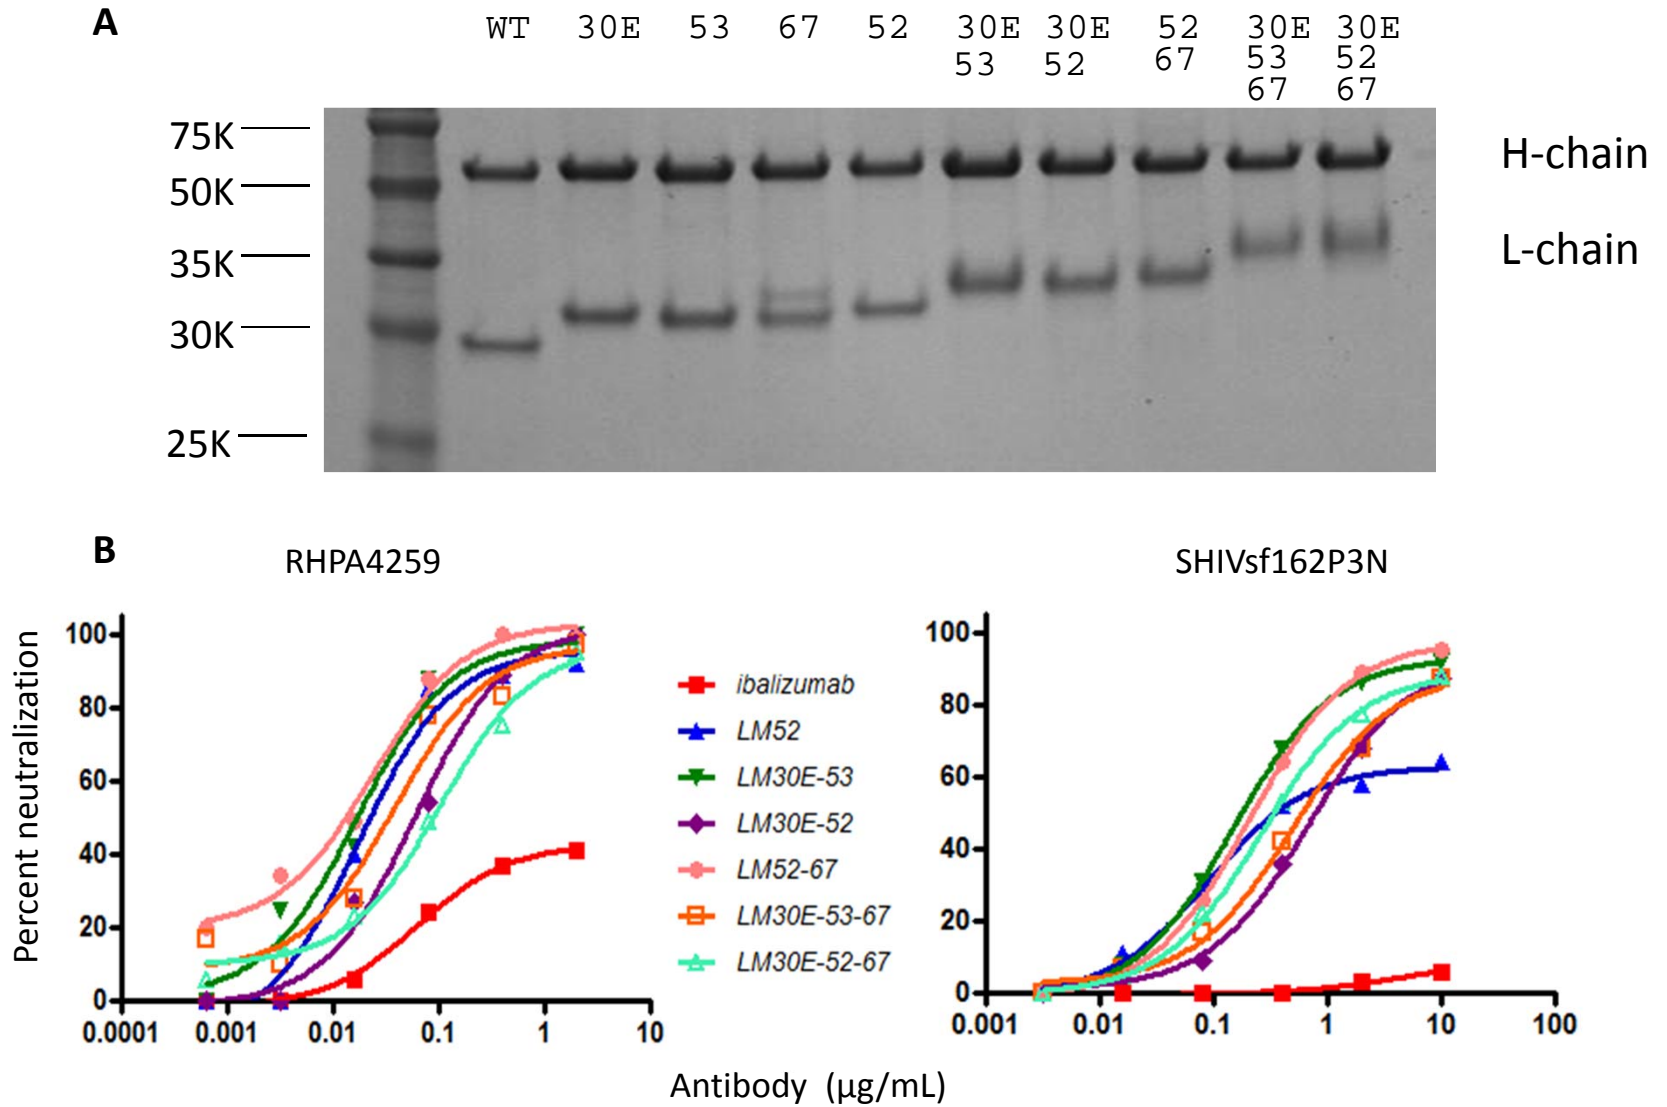 A
WT 30E 53 67 52 30E 30E 52 30E 30E
53 52 67 53 52
67 67
75K
50K
35K
30K
25K
H-chain
L-chain
B
RHPA4259
SHIVsf162P3N
Percent neutralization
100
80
60
40
20
0
0.0001 0.001 0.01 0.1 1 10
ibalizumab
LM52
LM30E-53
LM30E-52
LM52-67
LM30E-53-67
LM30E-52-67
100
80
60
40
20
0
0.001 0.01 0.1 1 10 100
Antibody (µg/mL)